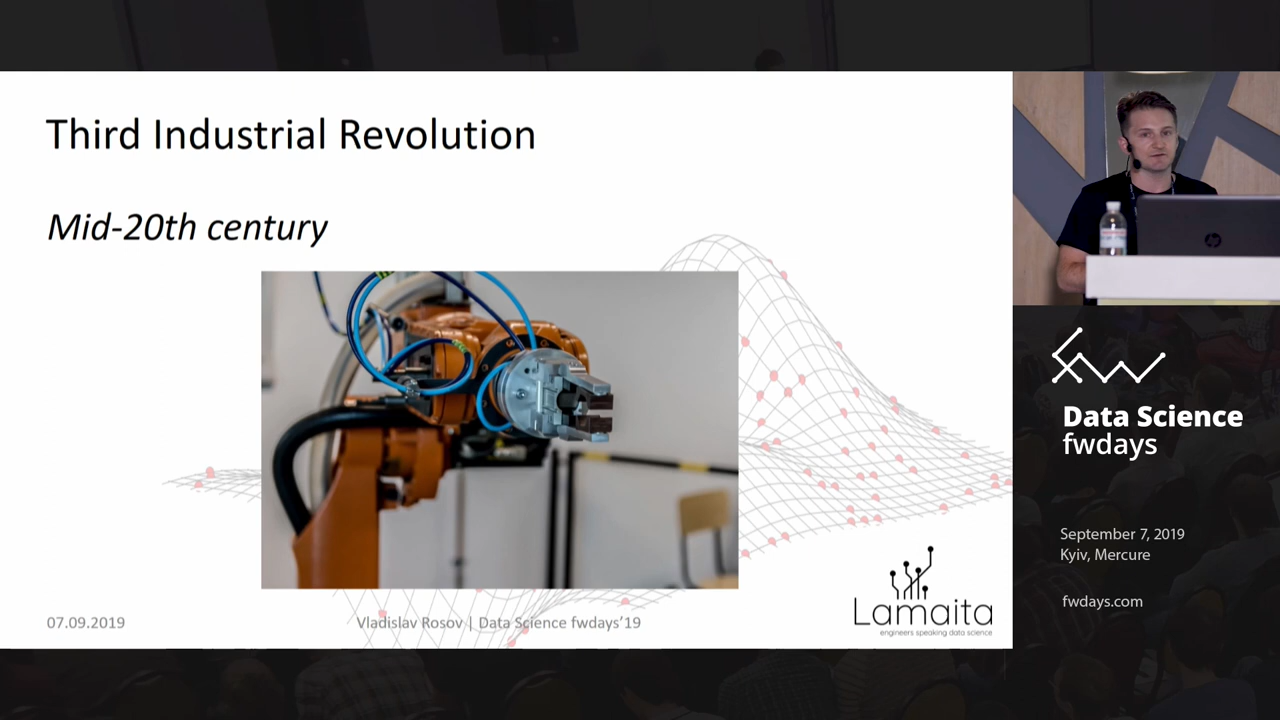 Third Industrial Revolution
Mid-20th century
07.09.2019
Vladislav Rosov | Data Science fwdays'19
Lamaita
engineers speaking data science
Data Science
fwdays
September 7, 2019
Kyiv, Mercure
fwdays.com